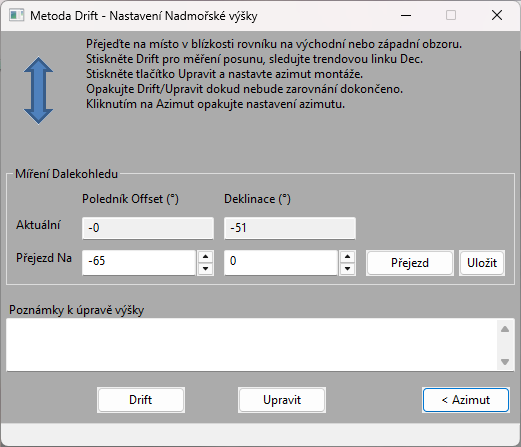 Metoda Drift - Nastavení Nadmořské výšky
Přejeďte na místo v blízkosti rovníku na východní nebo západní obzoru.
Stiskněte Drift pro měření posunu, sledujte trendovou linku Dec.
Stiskněte tlačítko Upravit a nastavte azimut montáže.
Opakujte Drift/Upravit dokud nebude zarovnání dokončeno.
Kliknutím na Azimut opakujte nastavení azimutu.
Míření Dalekohledu
Poledník Offset (°) Deklinace (°)
Aktuální -0 -51
Přejezd Na -65 0 Přejezd Uložit
Poznámky k úpravě výšky
Drift Upravit < Azimut